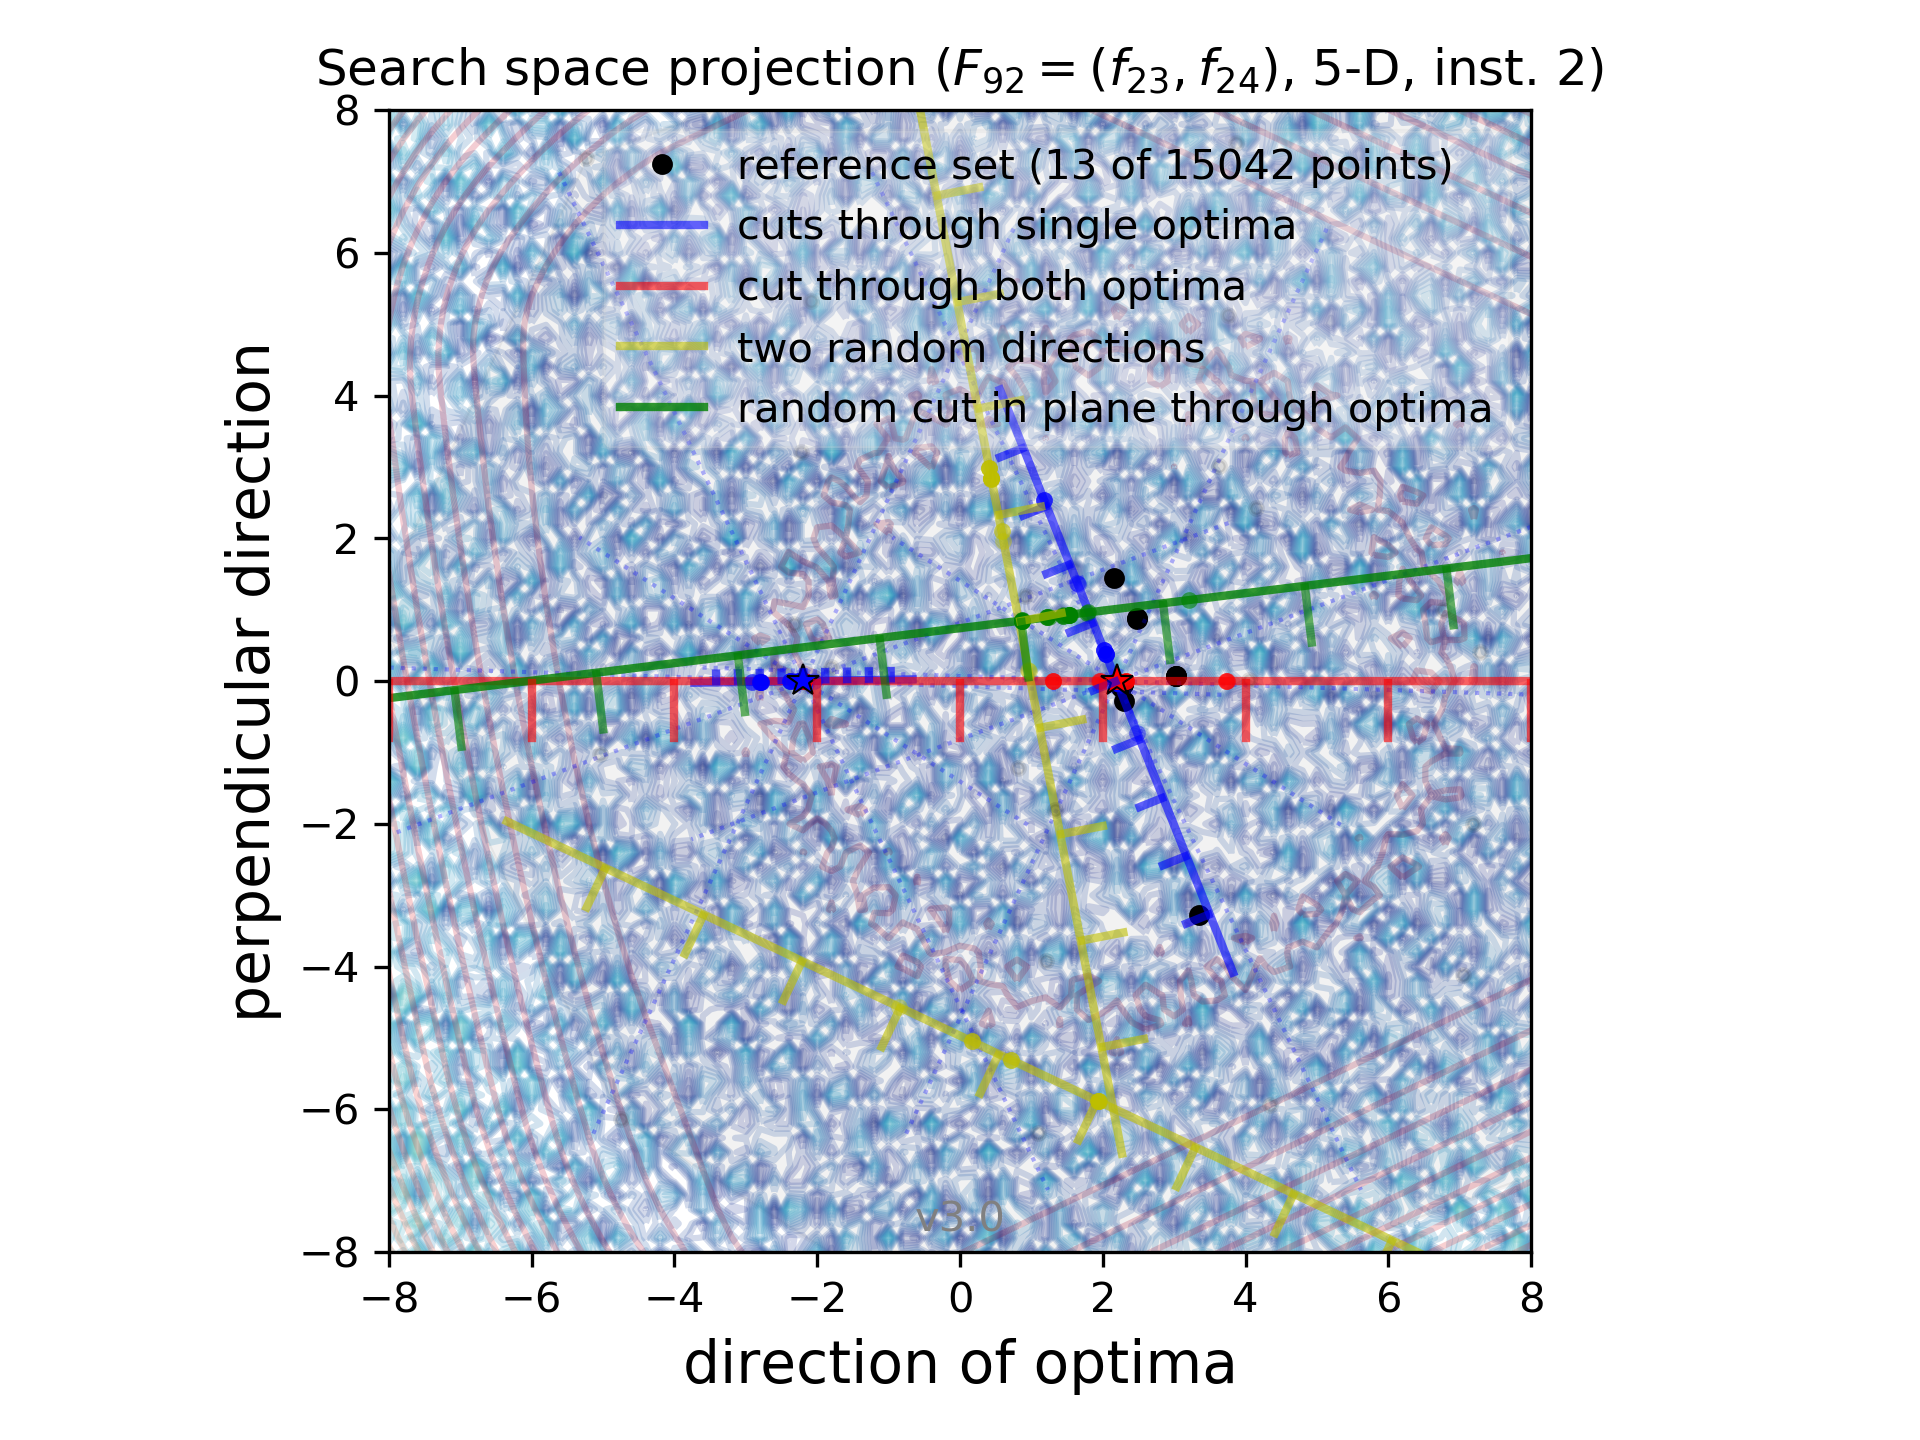 Search space projection (F₉₂ = (f₂₃, f₂₄), 5-D, inst. 2)
reference set (13 of 15042 points)
cuts through single optima
cut through both optima
two random directions
random cut in plane through optima
perpendicular direction
8
6
4
2
0
−2
−4
−6
−8
v3.0
−8 −6 −4 −2 0 2 4 6 8
direction of optima